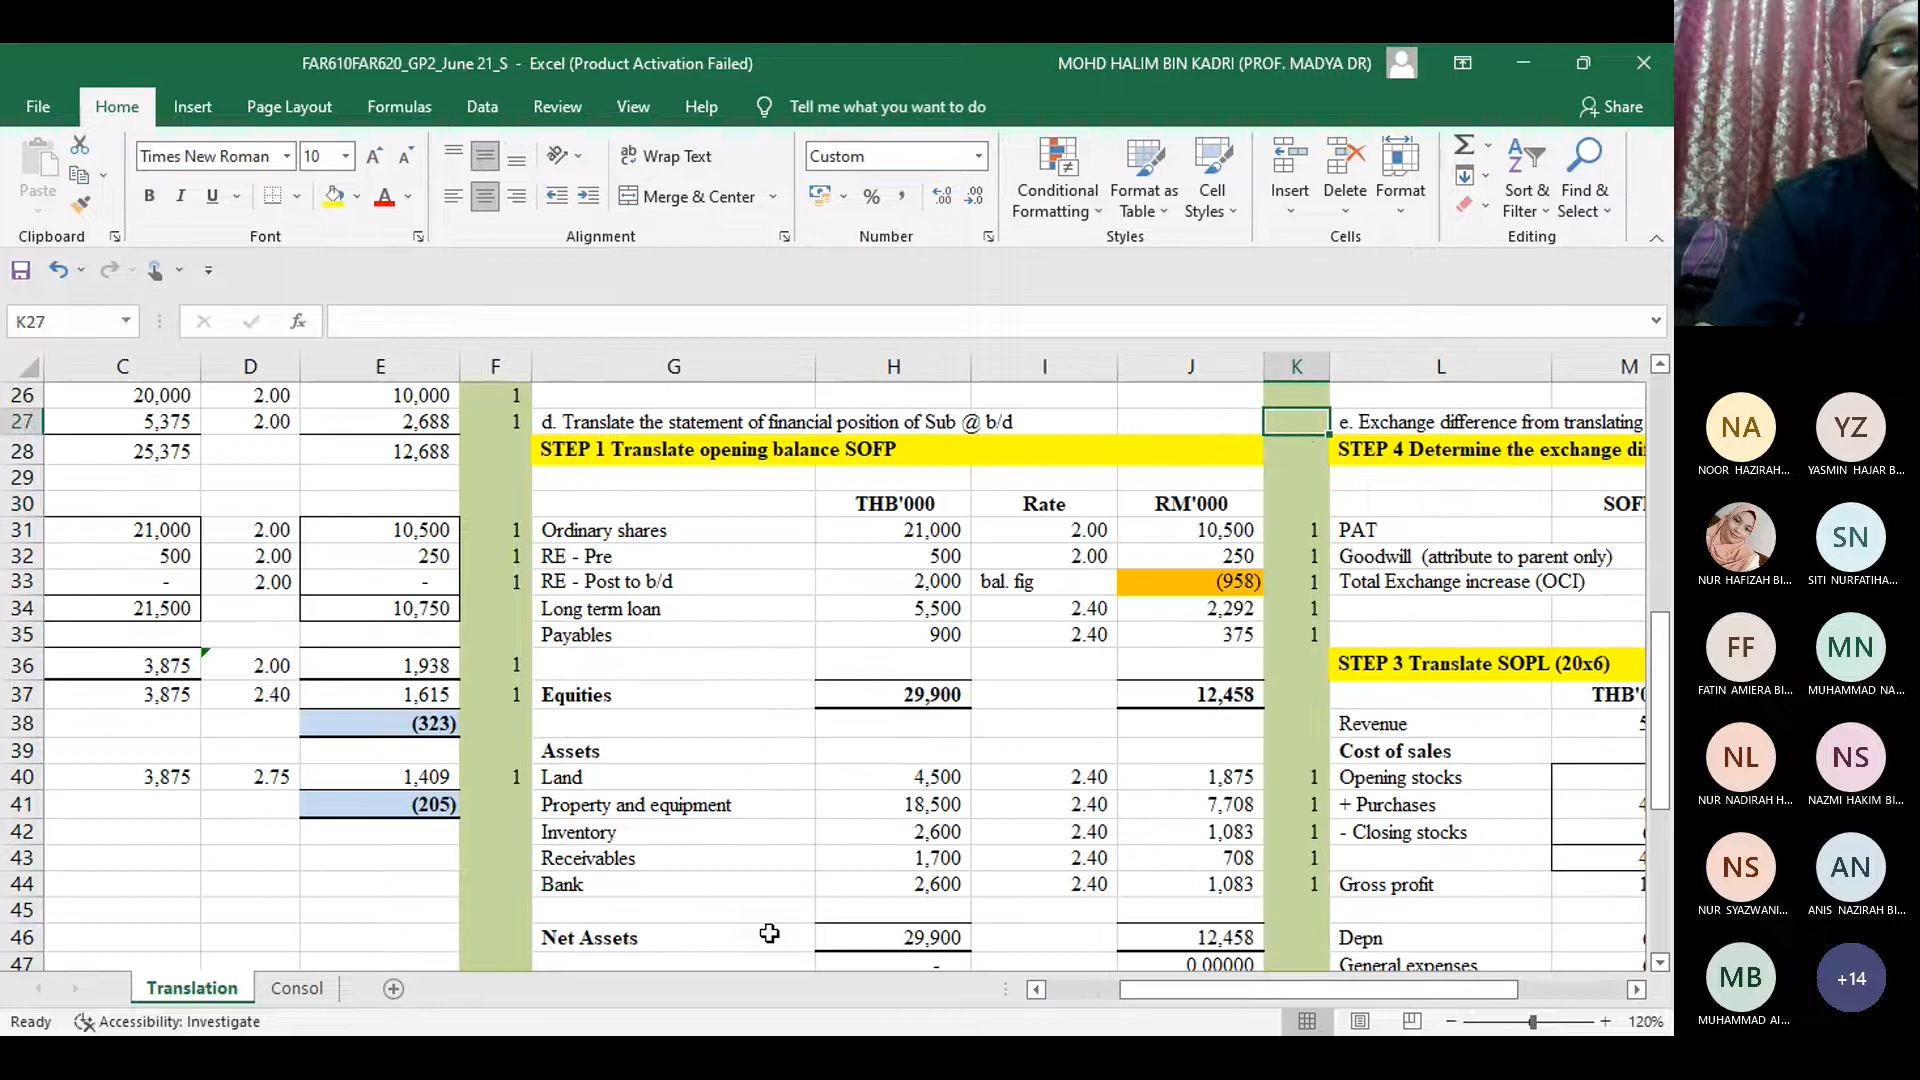 FAR610FAR620_GP2_June 21_S - Excel (Product Activation Failed)
MOHD HALIM BIN KADRI (PROF. MADYA DR)
File Home Insert Page Layout Formulas Data Review View Help Tell me what you want to do Share
Paste
Times New Roman 10
B I U A
ab Wrap Text
Merge & Center
Custom
%
Conditional Formatting
Format as Table
Cell Styles
Insert Delete Format
Sort & Filter
Find & Select
Clipboard Font Alignment Number Styles Cells Editing
K27 fx
C D E F G H I J K L M
26 20,000 2.00 10,000 1
27 5,375 2.00 2,688 1 d. Translate the statement of financial position of Sub @ b/d e. Exchange difference from translating
28 25,375 12,688 STEP 1 Translate opening balance SOFP STEP 4 Determine the exchange di
29
30 THB'000 Rate RM'000 SOF
31 21,000 2.00 10,500 1 Ordinary shares 21,000 2.00 10,500 1 PAT
32 500 2.00 250 1 RE - Pre 500 2.00 250 1 Goodwill (attribute to parent only)
33 - 2.00 - 1 RE - Post to b/d 2,000 bal. fig (958) 1 Total Exchange increase (OCI)
34 21,500 10,750 Long term loan 5,500 2.40 2,292 1
35 Payables 900 2.40 375 1
36 3,875 2.00 1,938 1 STEP 3 Translate SOPL (20x6)
37 3,875 2.40 1,615 1 Equities 29,900 12,458 THB'0
38 (323) Revenue 5
39 Assets Cost of sales
40 3,875 2.75 1,409 1 Land 4,500 2.40 1,875 1 Opening stocks
41 (205) Property and equipment 18,500 2.40 7,708 1 + Purchases 4
42 Inventory 2,600 2.40 1,083 1 - Closing stocks
43 Receivables 1,700 2.40 708 1 4
44 Bank 2,600 2.40 1,083 1 Gross profit 1
45
46 Net Assets 29,900 12,458 Depn
47 - 0.00000 General expenses
Translation Consol
Ready Accessibility: Investigate 120%
NA YZ
NOOR HAZIRAH... YASMIN HAJAR B...
SN
NUR HAFIZAH BI... SITI NURFATIHA...
FF MN
FATIN AMIERA BI... MUHAMMAD NA...
NL NS
NUR NADIRAH H... NAZMI HAKIM BI...
NS AN
NUR SYAZWANI... ANIS NAZIRAH BI...
MB +14
MUHAMMAD AI...